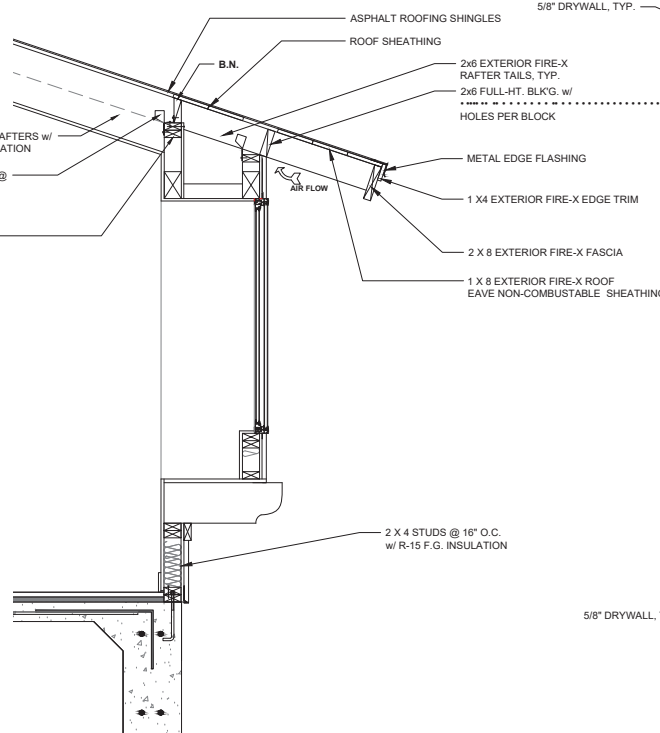 5/8" DRYWALL, TYP.
ASPHALT ROOFING SHINGLES
ROOF SHEATHING
B.N.
2x6 EXTERIOR FIRE-X
RAFTER TAILS, TYP.
2x6 FULL-HT. BLK'G. w/
HOLES PER BLOCK
AFTERS w/
ATION
@
METAL EDGE FLASHING
AIR FLOW
1 X4 EXTERIOR FIRE-X EDGE TRIM
2 X 8 EXTERIOR FIRE-X FASCIA
1 X 8 EXTERIOR FIRE-X ROOF
EAVE NON-COMBUSTABLE SHEATHING
2 X 4 STUDS @ 16" O.C.
w/ R-15 F.G. INSULATION
5/8" DRYWALL,